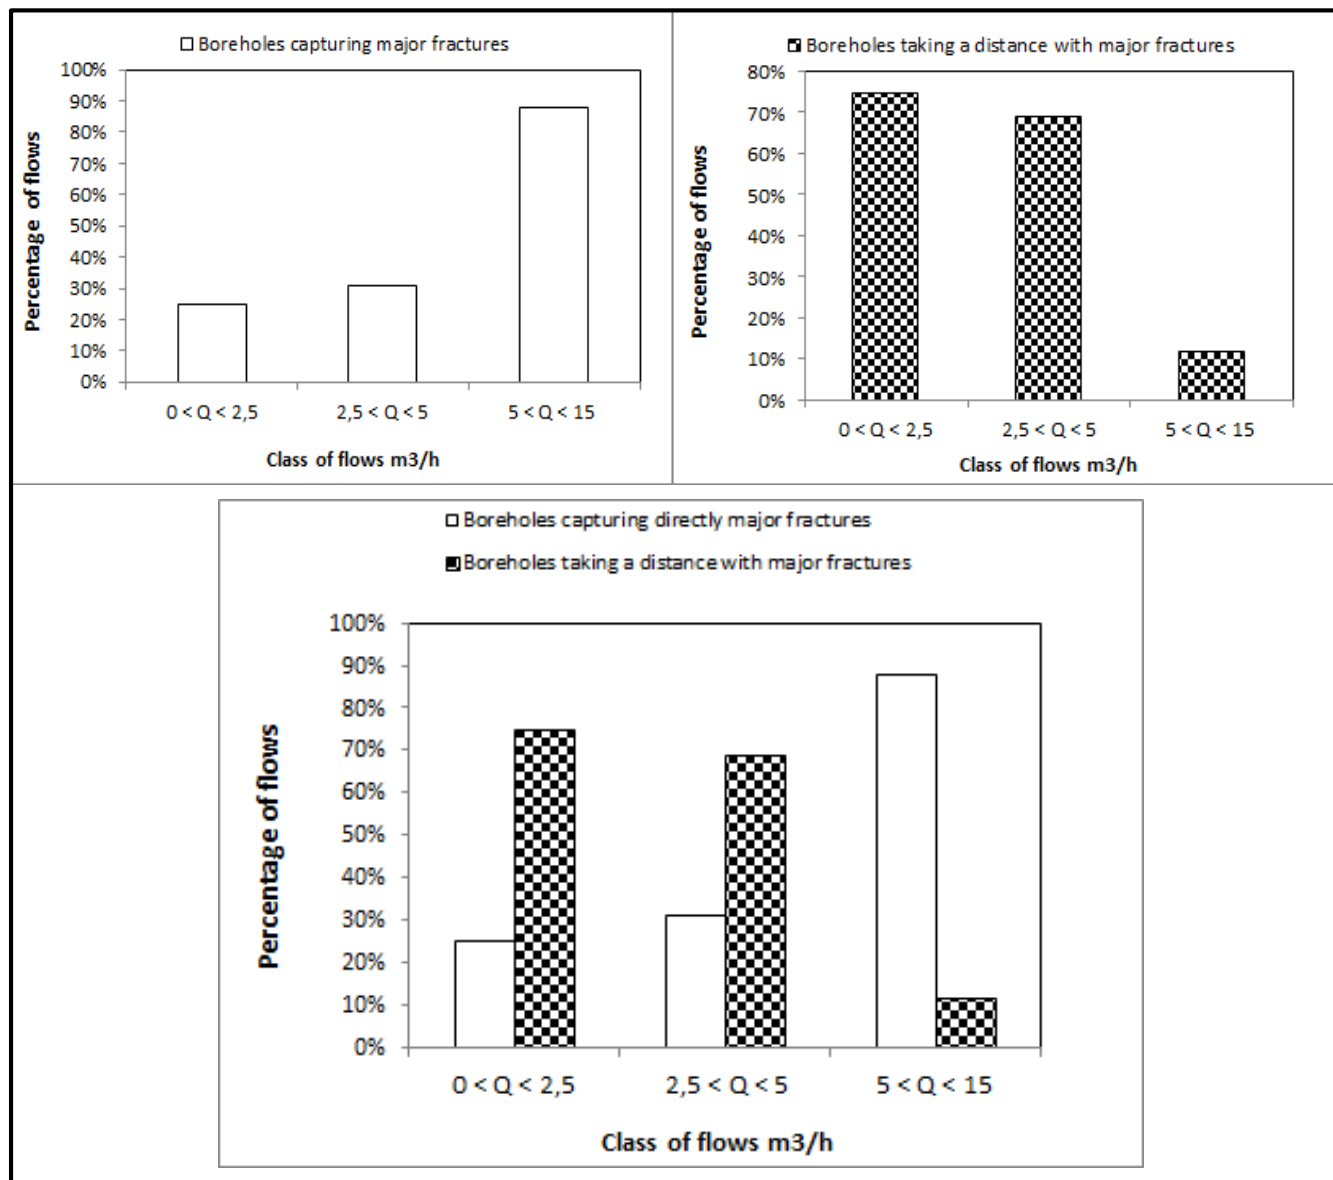 Boreholes capturing major fractures
100%
90%
80%
70%
60%
50%
40%
30%
20%
10%
0%
Percentage of flows
0 < Q < 2,5
2,5 < Q < 5
5 < Q < 15
Class of flows m3/h
Boreholes taking a distance with major fractures
80%
70%
60%
50%
40%
30%
20%
10%
0%
Percentage of flows
0 < Q < 2,5
2,5 < Q < 5
5 < Q < 15
Class of flows m3/h
Boreholes capturing directly major fractures
Boreholes taking a distance with major fractures
100%
90%
80%
70%
60%
50%
40%
30%
20%
10%
0%
Percentage of flows
0 < Q < 2,5
2,5 < Q < 5
5 < Q < 15
Class of flows m3/h